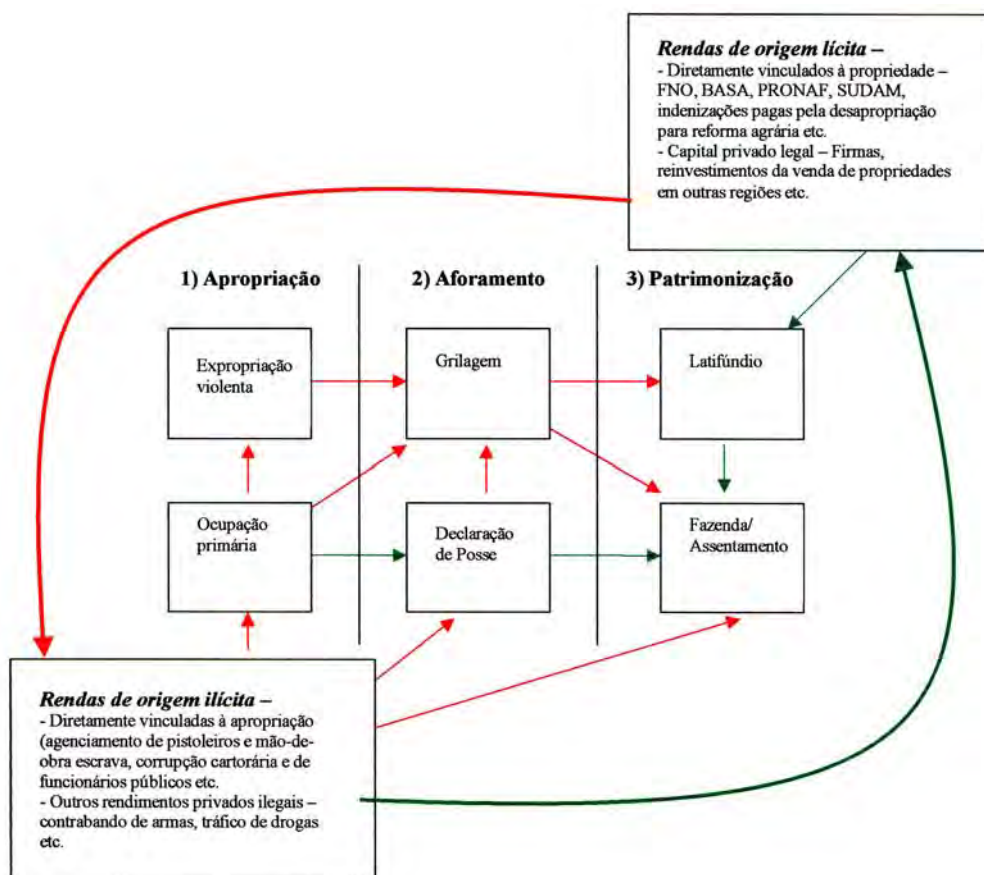 Rendas de origem lícita –
- Diretamente vinculados à propriedade –
FNO, BASA, PRONAF, SUDAM,
indenizações pagas pela desapropriação
para reforma agrária etc.
- Capital privado legal – Firmas,
reinvestimentos da venda de propriedades
em outras regiões etc.
1) Apropriação
2) Aforamento
3) Patrimonização
Expropriação
violenta
Grilagem
Latifúndio
Ocupação
primária
Declaração
de Posse
Fazenda/
Assentamento
Rendas de origem ilícita –
- Diretamente vinculadas à apropriação
(agenciamento de pistoleiros e mão-de-
obra escrava, corrupção cartorária e de
funcionários públicos etc.
- Outros rendimentos privados ilegais –
contrabando de armas, tráfico de drogas
etc.